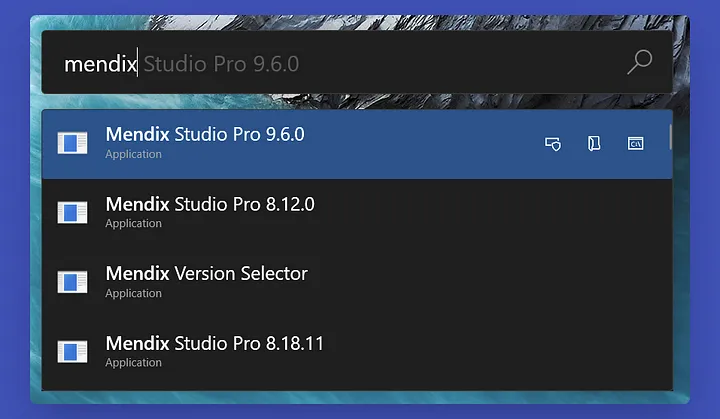 mendix Studio Pro 9.6.0
Mendix Studio Pro 9.6.0
Application
C:\
Mendix Studio Pro 8.12.0
Application
Mendix Version Selector
Application
Mendix Studio Pro 8.18.11
Application